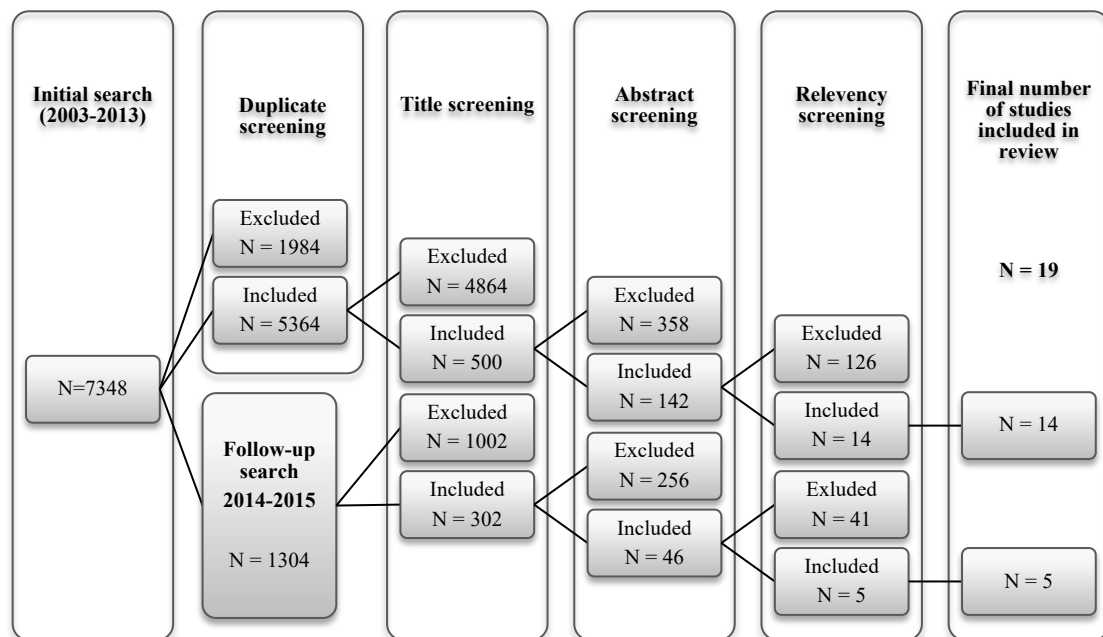 Initial search
(2003-2013)
N=7348
Duplicate
screening
Excluded
N = 1984
Included
N = 5364
Follow-up
search
2014-2015
N = 1304
Title screening
Excluded
N = 4864
Included
N = 500
Excluded
N = 1002
Included
N = 302
Abstract
screening
Excluded
N = 358
Included
N = 142
Excluded
N = 256
Included
N = 46
Relevency
screening
Excluded
N = 126
Included
N = 14
Exluded
N = 41
Included
N = 5
Final number
of studies
included in
review
N = 19
N = 14
N = 5